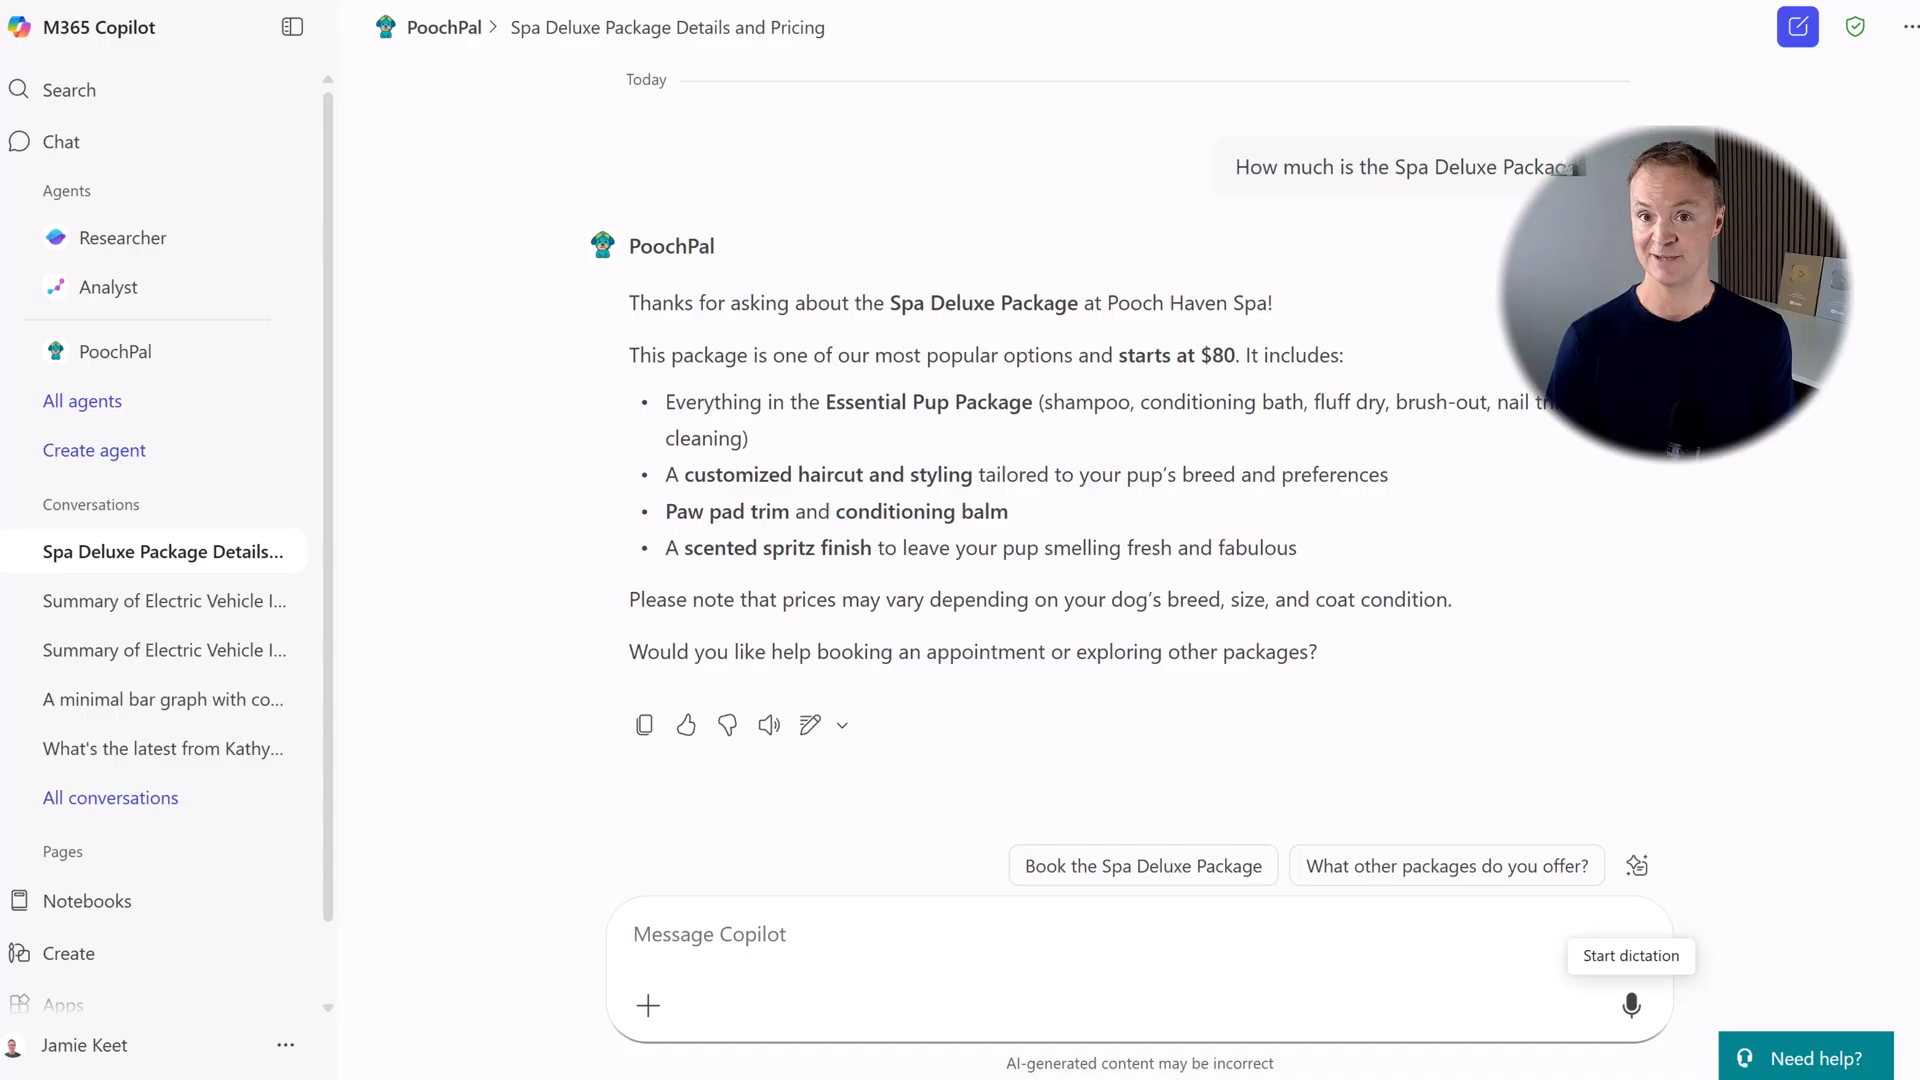 M365 Copilot
Search
Chat
Agents
Researcher
Analyst
PoochPal
All agents
Create agent
Conversations
Spa Deluxe Package Details...
Summary of Electric Vehicle I...
Summary of Electric Vehicle I...
A minimal bar graph with co...
What's the latest from Kathy...
All conversations
Pages
Notebooks
Create
Apps
Jamie Keet
PoochPal > Spa Deluxe Package Details and Pricing
Today
How much is the Spa Deluxe
PoochPal
Thanks for asking about the Spa Deluxe Package at Pooch Haven Spa!
This package is one of our most popular options and starts at $80. It includes:
• Everything in the Essential Pup Package (shampoo, conditioning bath, fluff dry, brush-out, nail
cleaning)
• A customized haircut and styling tailored to your pup’s breed and preferences
• Paw pad trim and conditioning balm
• A scented spritz finish to leave your pup smelling fresh and fabulous
Please note that prices may vary depending on your dog’s breed, size, and coat condition.
Would you like help booking an appointment or exploring other packages?
Book the Spa Deluxe Package
What other packages do you offer?
Message Copilot
Start dictation
AI-generated content may be incorrect
Need help?